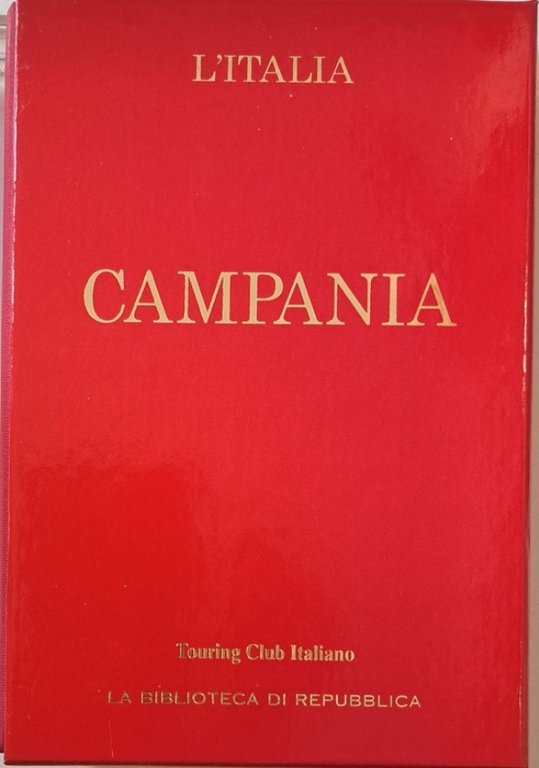 L'ITALIA
CAMPANIA
Touring Club Italiano
LA BIBLIOTECA DI REPUBBLICA